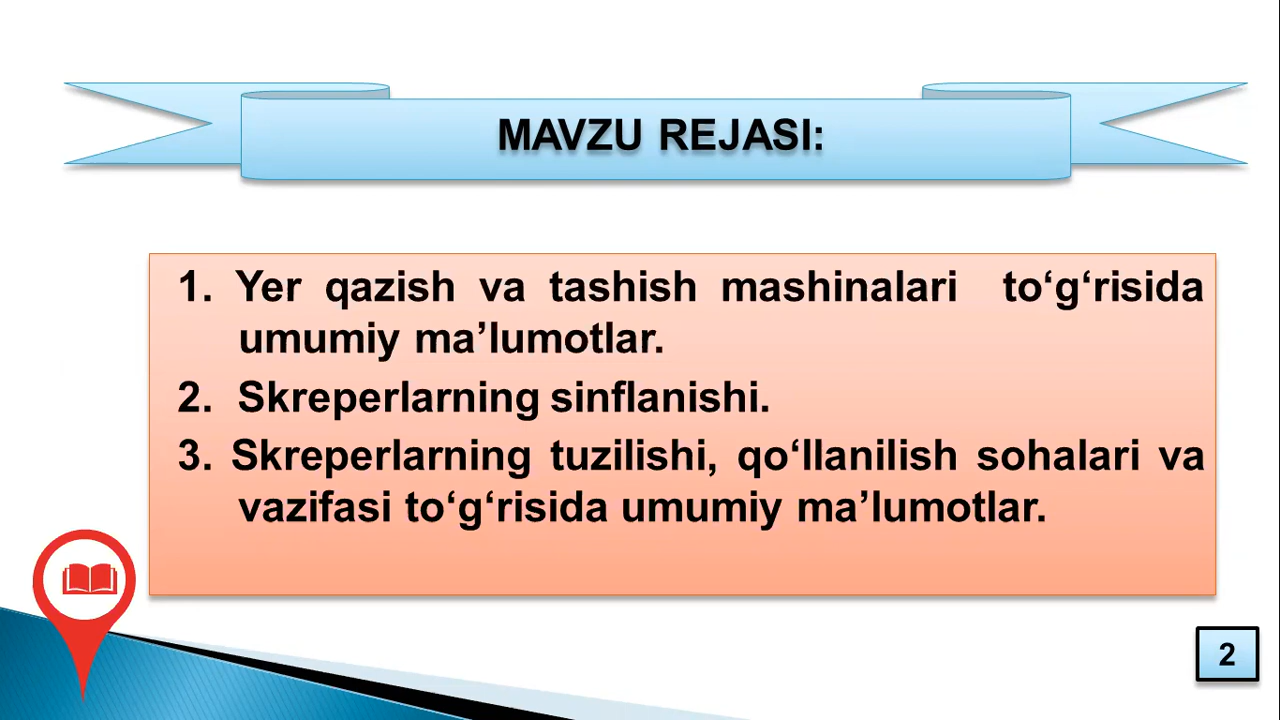 MAVZU REJASI:
1. Yer qazish va tashish mashinalari to‘g‘risida
umumiy ma’lumotlar.
2. Skreperlarning sinflanishi.
3. Skreperlarning tuzilishi, qo‘llanilish sohalari va
vazifasi to‘g‘risida umumiy ma’lumotlar.
2